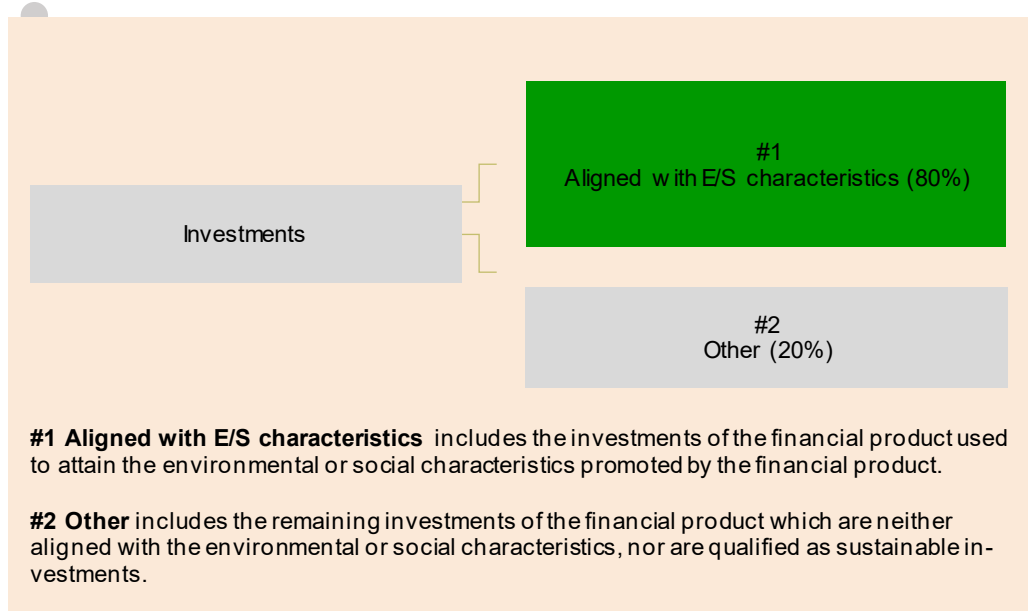 #1
Aligned with E/S characteristics (80%)
Investments
#2
Other (20%)
#1 Aligned with E/S characteristics includes the investments of the financial product used
to attain the environmental or social characteristics promoted by the financial product.
#2 Other includes the remaining investments of the financial product which are neither
aligned with the environmental or social characteristics, nor are qualified as sustainable in-
vestments.